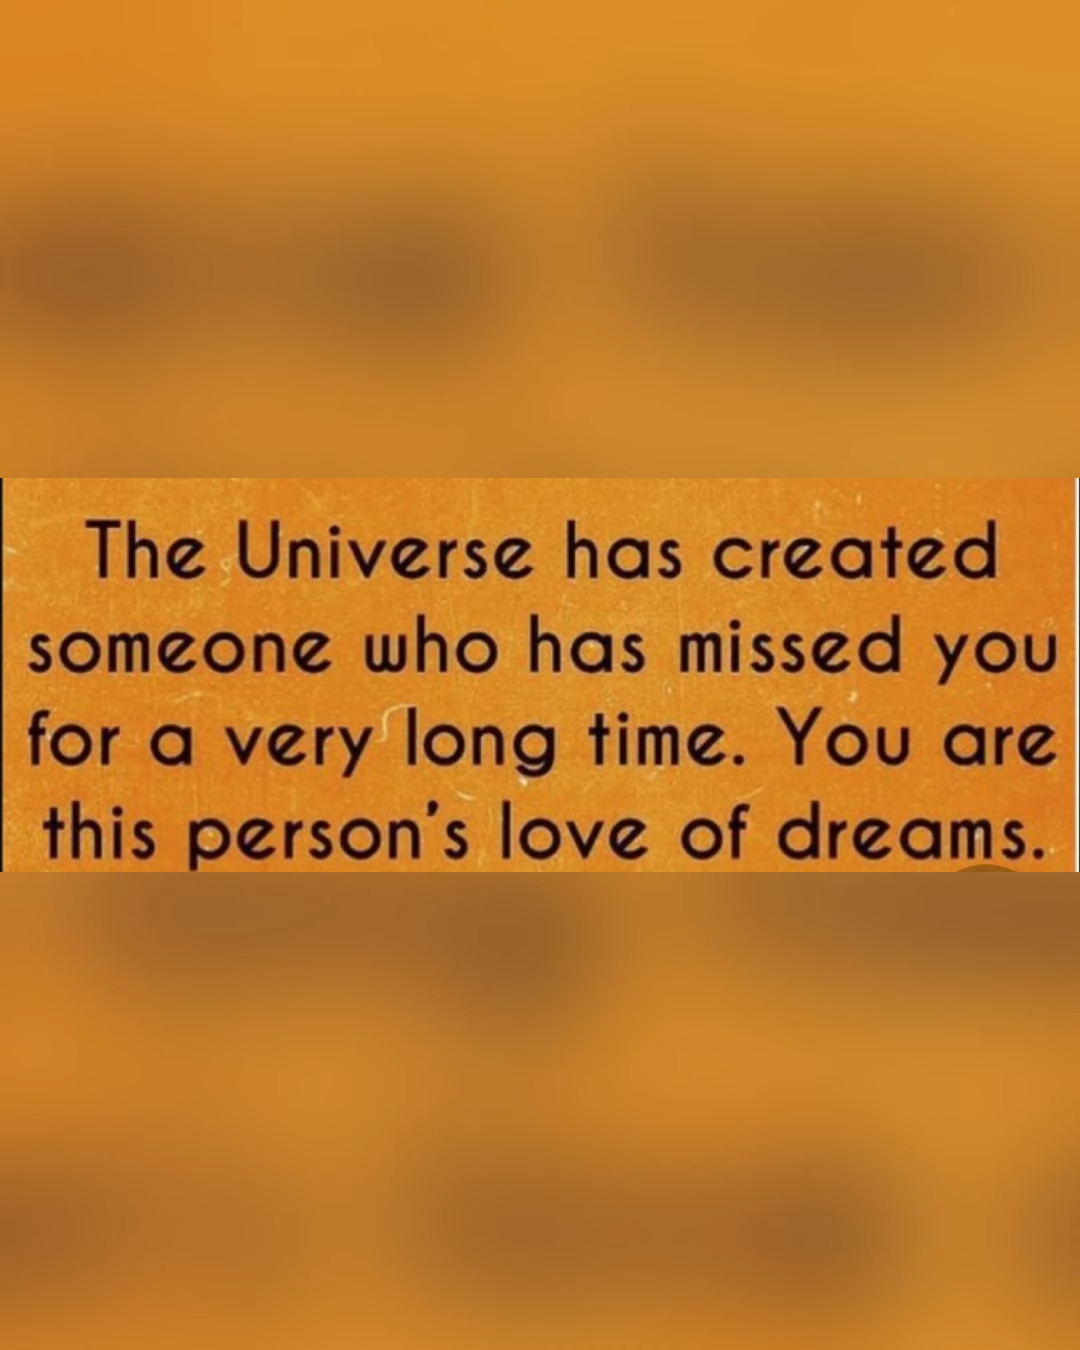 The Universe has created
someone who has missed you
for a very long time. You are
this person's love of dreams.